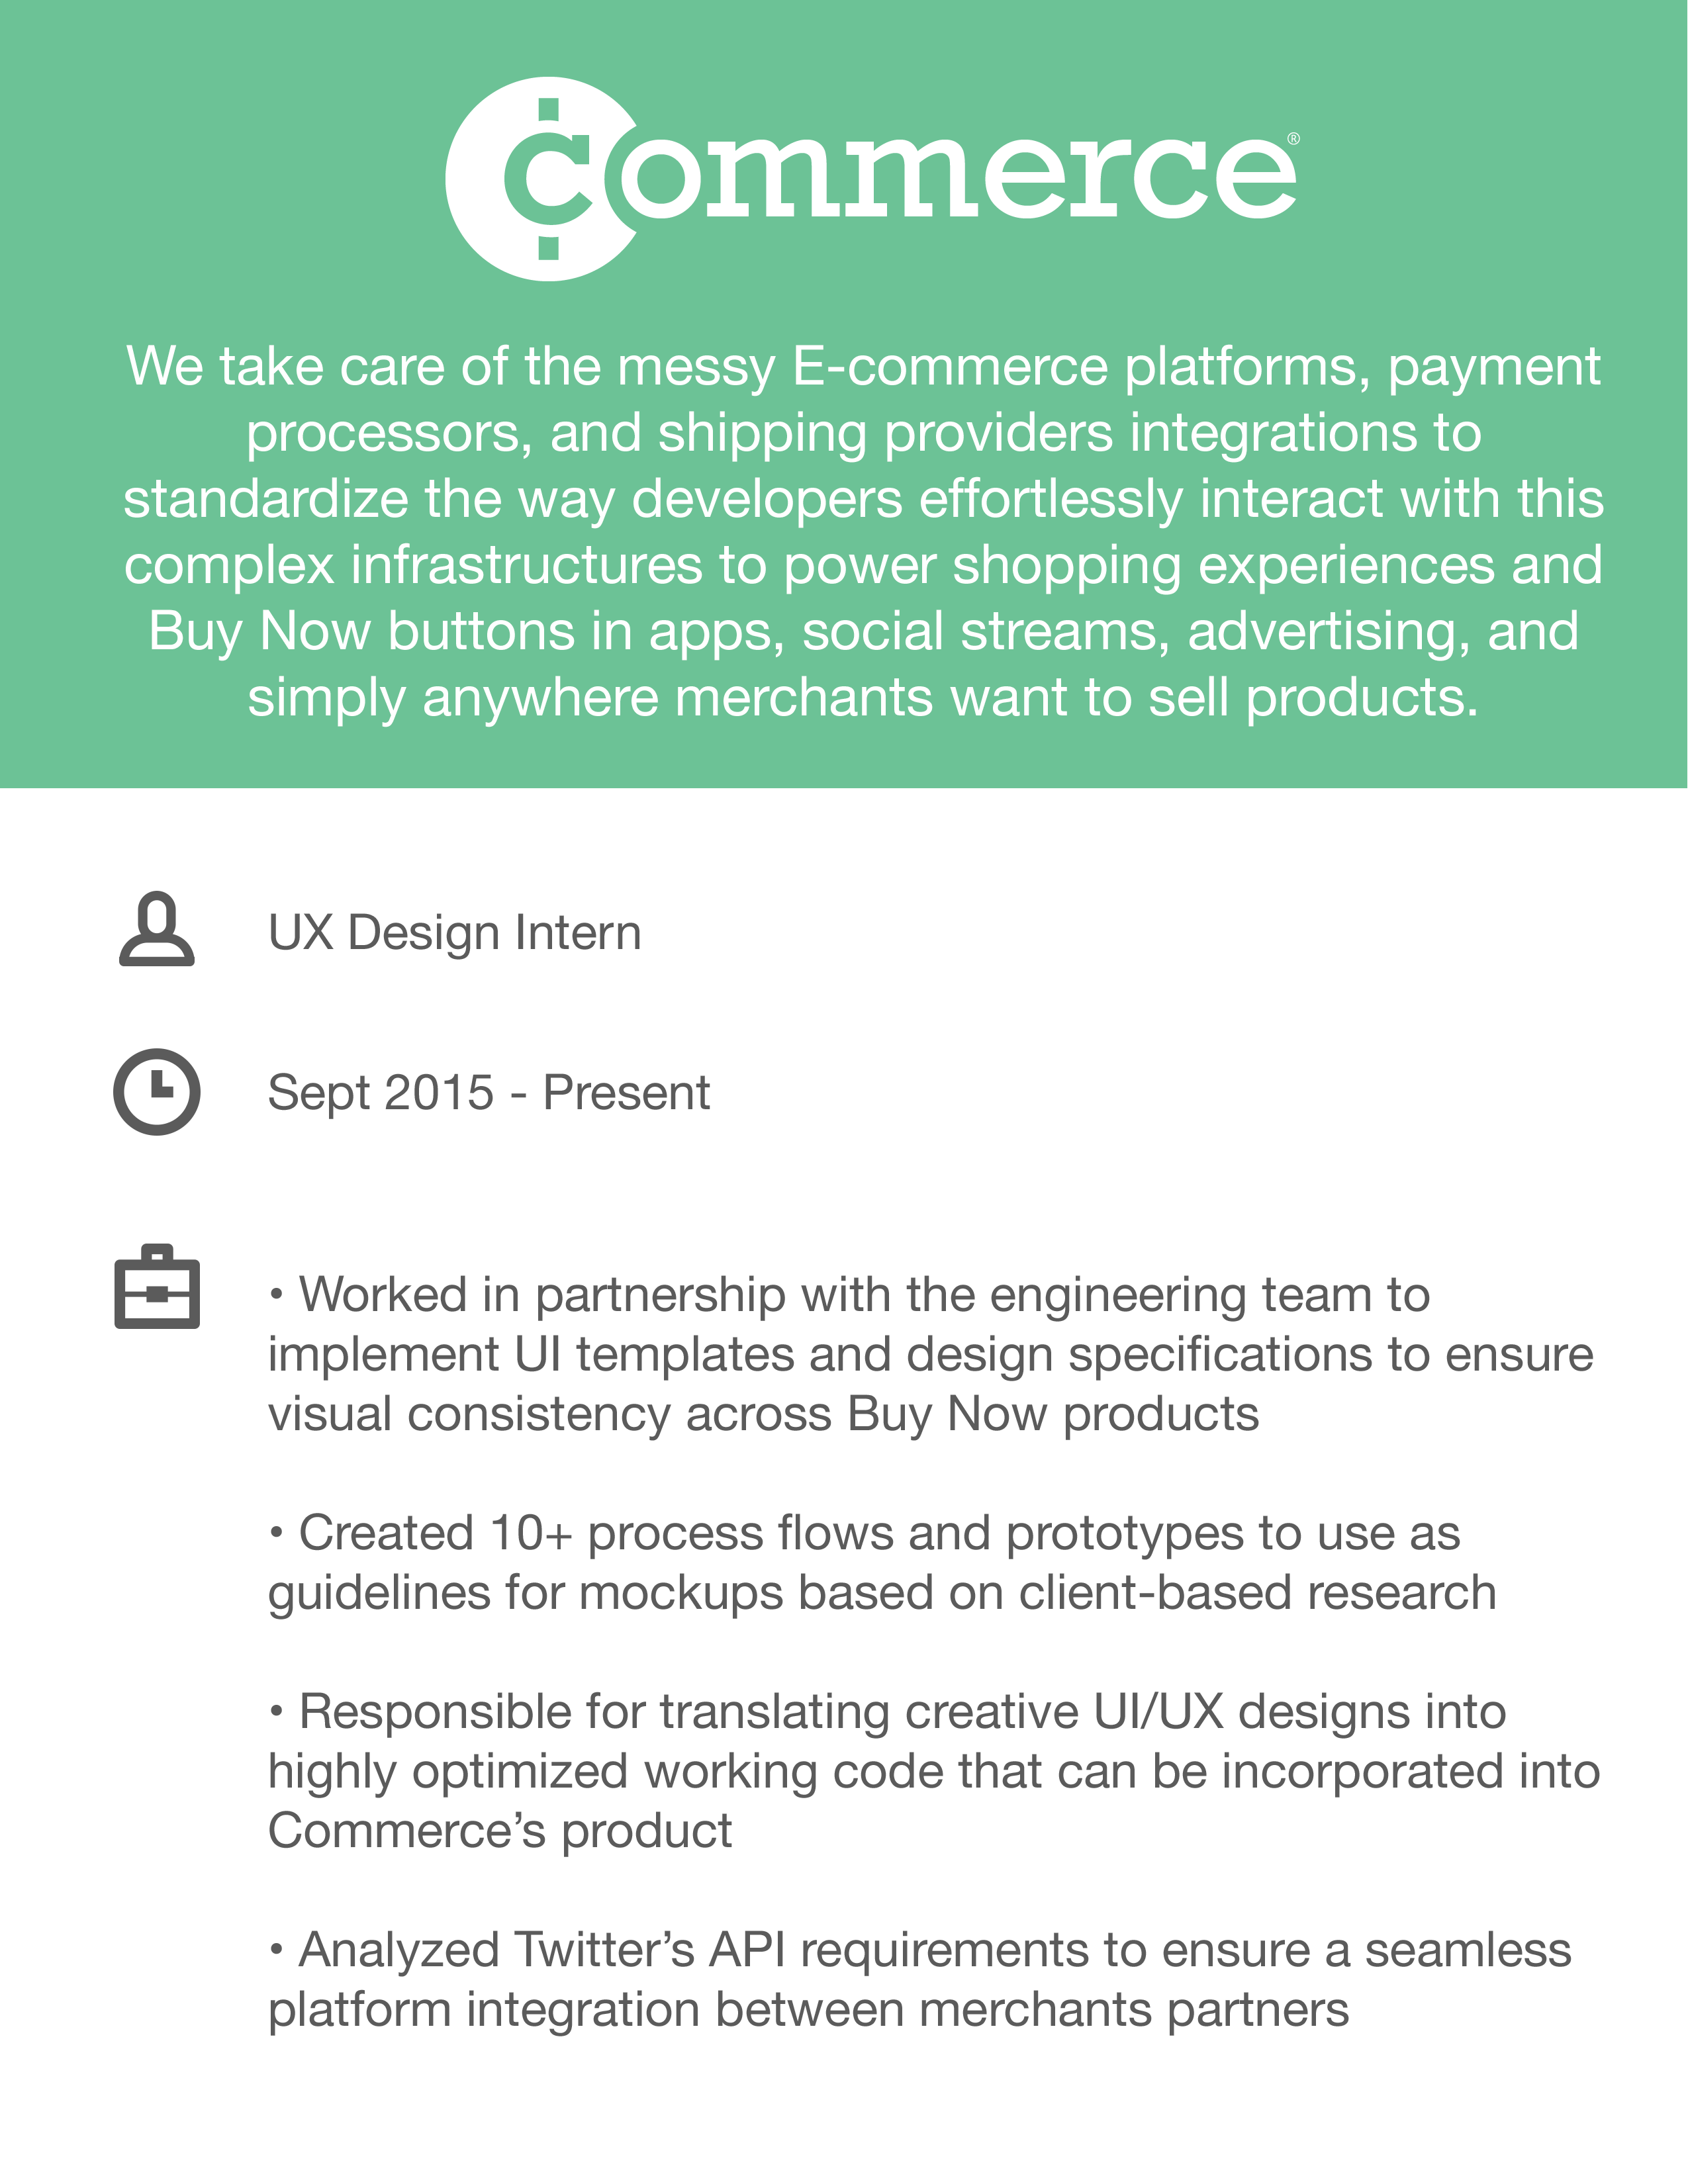 commerce®
We take care of the messy E-commerce platforms, payment
processors, and shipping providers integrations to
standardize the way developers effortlessly interact with this
complex infrastructures to power shopping experiences and
Buy Now buttons in apps, social streams, advertising, and
simply anywhere merchants want to sell products.
UX Design Intern
Sept 2015 - Present
• Worked in partnership with the engineering team to
implement UI templates and design specifications to ensure
visual consistency across Buy Now products
• Created 10+ process flows and prototypes to use as
guidelines for mockups based on client-based research
• Responsible for translating creative UI/UX designs into
highly optimized working code that can be incorporated into
Commerce’s product
• Analyzed Twitter’s API requirements to ensure a seamless
platform integration between merchants partners